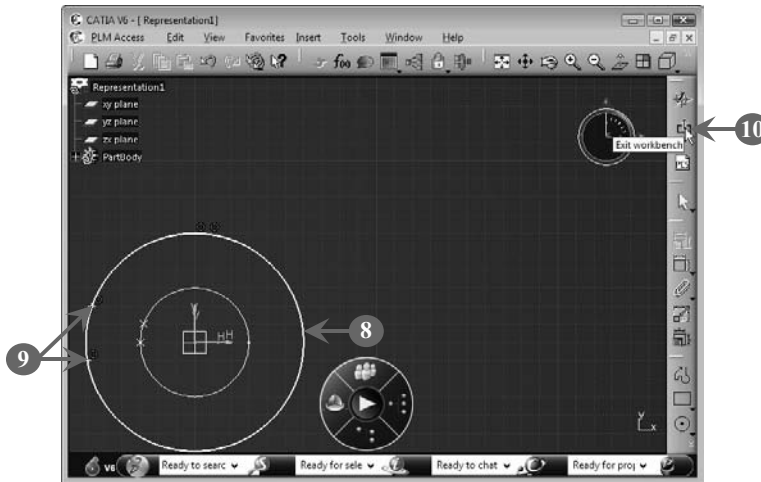 CATIA V6 - [ Representation1]
PLM Access Edit View Favorites Insert Tools Window Help
f(x)
Representation1
xy plane
yz plane
zx plane
PartBody
Exit workbench
10
8
9
H H
y
x
V6
Ready to searc
Ready for sele
Ready to chat
Ready for proj